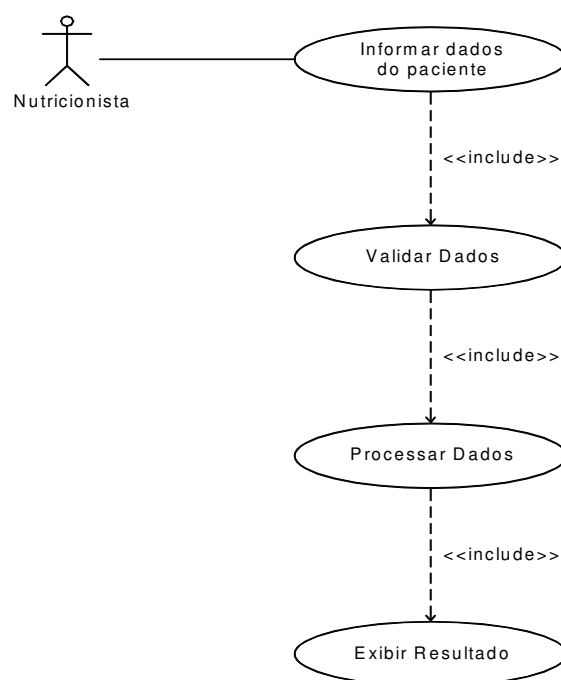 Informar dados
do paciente
Nutricionista
<<include>>
Validar Dados
<<include>>
Processar Dados
<<include>>
Exibir Resultado